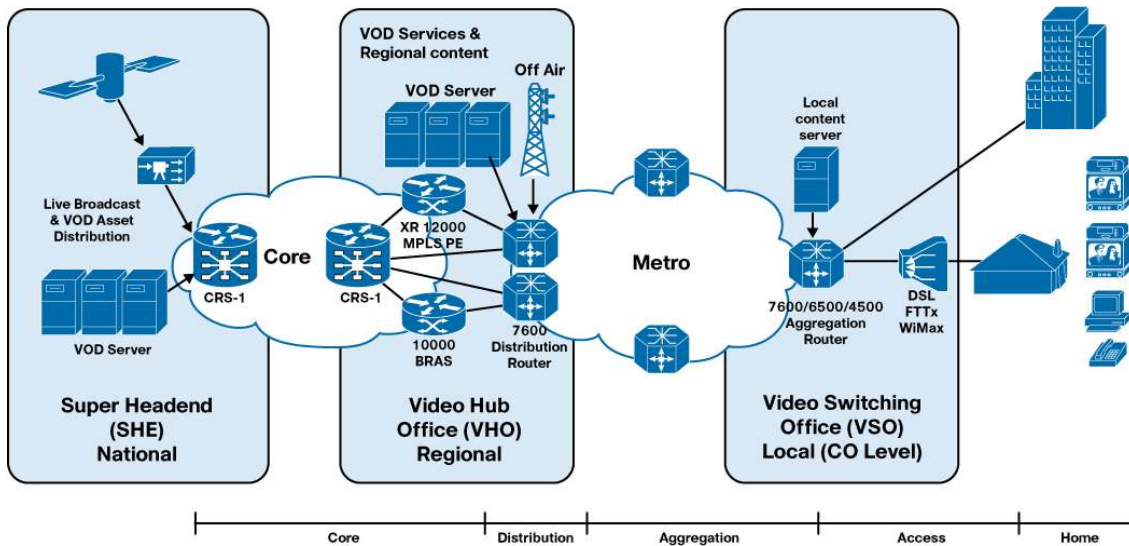 VOD Services &
Regional content
Off Air
VOD Server
Local
content
server
Live Broadcast
& VOD Asset
Distribution
XR 12000
MPLS PE
Core
Metro
CRS-1
CRS-1
7600/6500/4500
Aggregation
Router
DSL
FTTx
WiMax
VOD Server
10000
BRAS
7600
Distribution
Router
Super Headend
(SHE)
National
Video Hub
Office (VHO)
Regional
Video Switching
Office (VSO)
Local (CO Level)
Core
Distribution
Aggregation
Access
Home